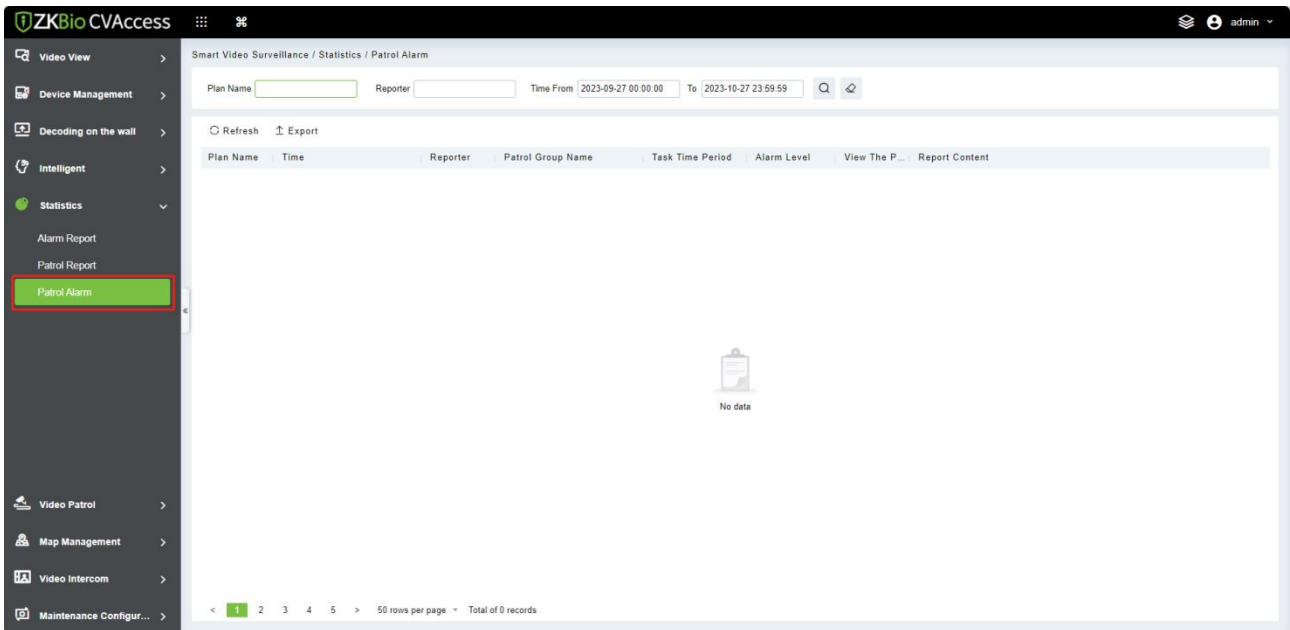 ZKBio CVAccess
admin
Video View
Device Management
Decoding on the wall
Intelligent
Statistics
Alarm Report
Patrol Report
Patrol Alarm
Video Patrol
Map Management
Video Intercom
Maintenance Configur...
Smart Video Surveillance / Statistics / Patrol Alarm
Plan Name Reporter Time From 2023-09-27 00:00:00 To 2023-10-27 23:59:59
Refresh Export
Plan Name Time Reporter Patrol Group Name Task Time Period Alarm Level View The P... Report Content
No data
< 1 2 3 4 5 > 50 rows per page Total of 0 records